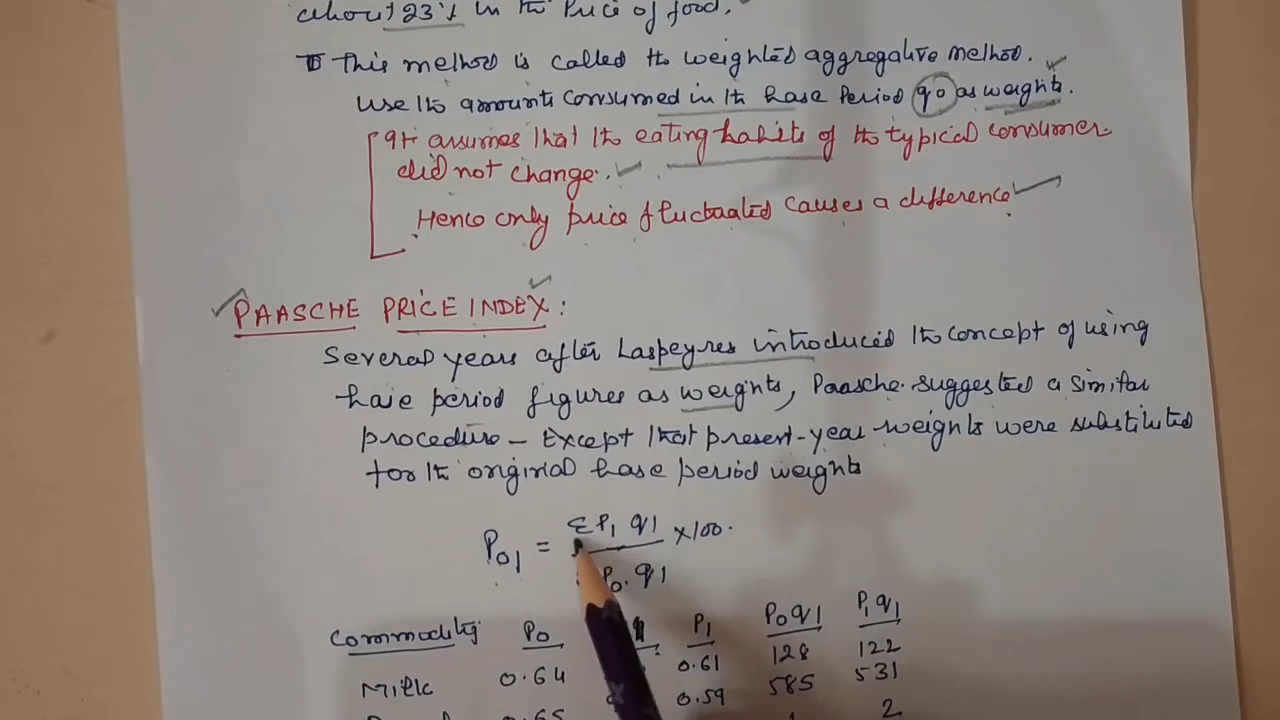 about 23% in the Price of food.
This method is called the weighted aggregative method.
Use the amounts consumed in the base Period q0 as weights.
It assumes that the eating habits of the typical consumer
did not change.
Hence only price fluctuated causes a difference
PAASCHE PRICE INDEX:
Several years after Laspeyres introduced the concept of using
base period figures as weights, Paasche suggested a similar
procedure - Except that present-year weights were substituted
for the original base period weights
P01 = ΣP1 q1 / P0.q1 ×100.
Commodity P0 P1 P0q1 P1q1
Milk 0.64 0.61 128 122
0.65 0.59 585 531
2